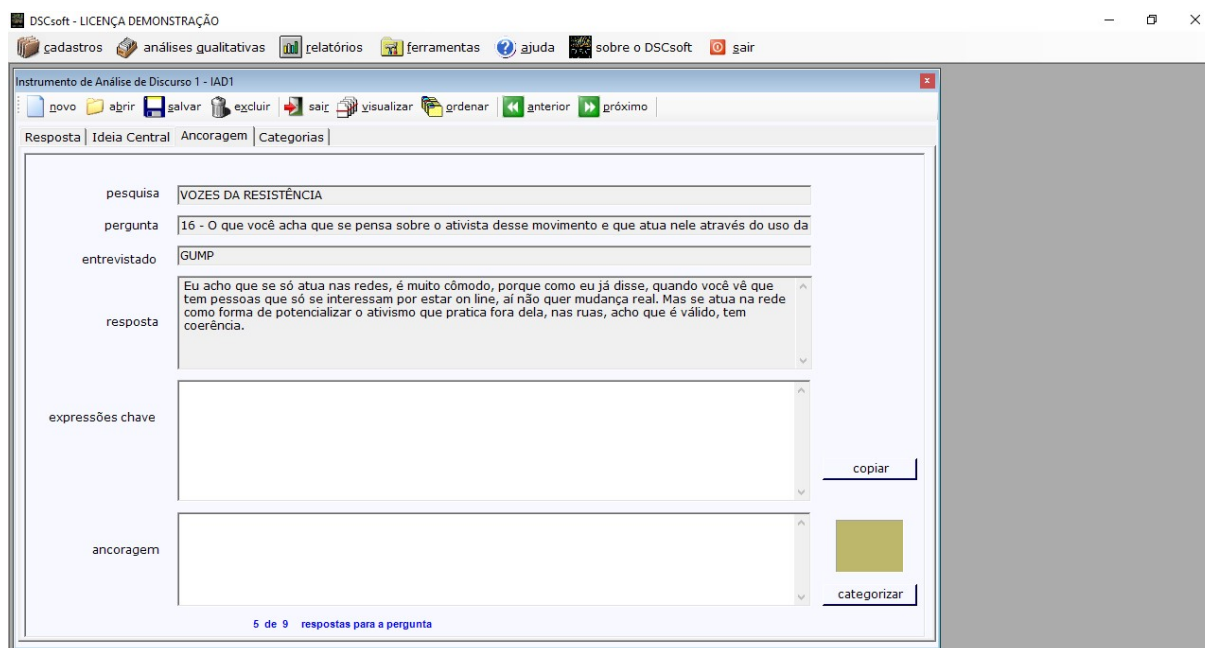 DSCsoft - LICENÇA DEMONSTRAÇÃO
cadastros análises qualitativas relatórios ferramentas ajuda sobre o DSCsoft sair
Instrumento de Análise de Discurso 1 - IAD1
novo abrir salvar excluir sair visualizar ordenar anterior próximo
Resposta Ideia Central Ancoragem Categorias
pesquisa VOZES DA RESISTÊNCIA
pergunta 16 - O que você acha que se pensa sobre o ativista desse movimento e que atua nele através do uso da
entrevistado GUMP
resposta
Eu acho que se só atua nas redes, é muito cômodo, porque como eu já disse, quando você vê que
tem pessoas que só se interessam por estar on line, aí não quer mudança real. Mas se atua na rede
como forma de potencializar o ativismo que pratica fora dela, nas ruas, acho que é válido, tem
coerência.
expressões chave
copiar
ancoragem
categorizar
5 de 9 respostas para a pergunta